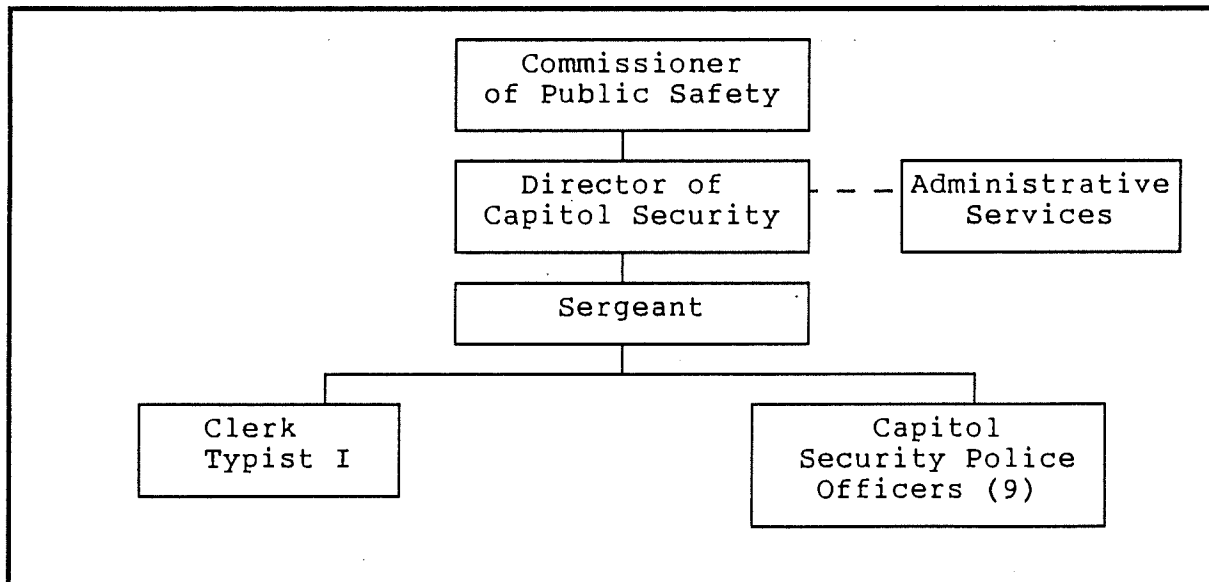 Commissioner
of Public Safety
Director of
Capitol Security
Administrative
Services
Sergeant
Clerk
Typist I
Capitol
Security Police
Officers (9)